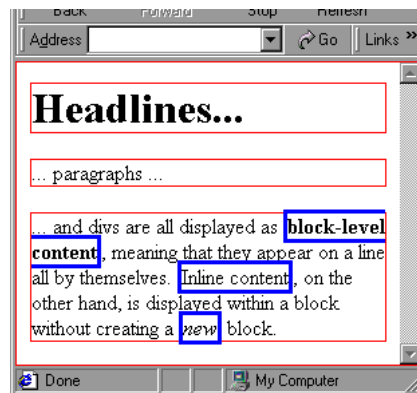 Back Forward Stop Refresh
Address Go Links »
Headlines...
... paragraphs ...
... and divs are all displayed as block-level
content, meaning that they appear on a line
all by themselves. Inline content, on the
other hand, is displayed within a block
without creating a new block.
Done My Computer